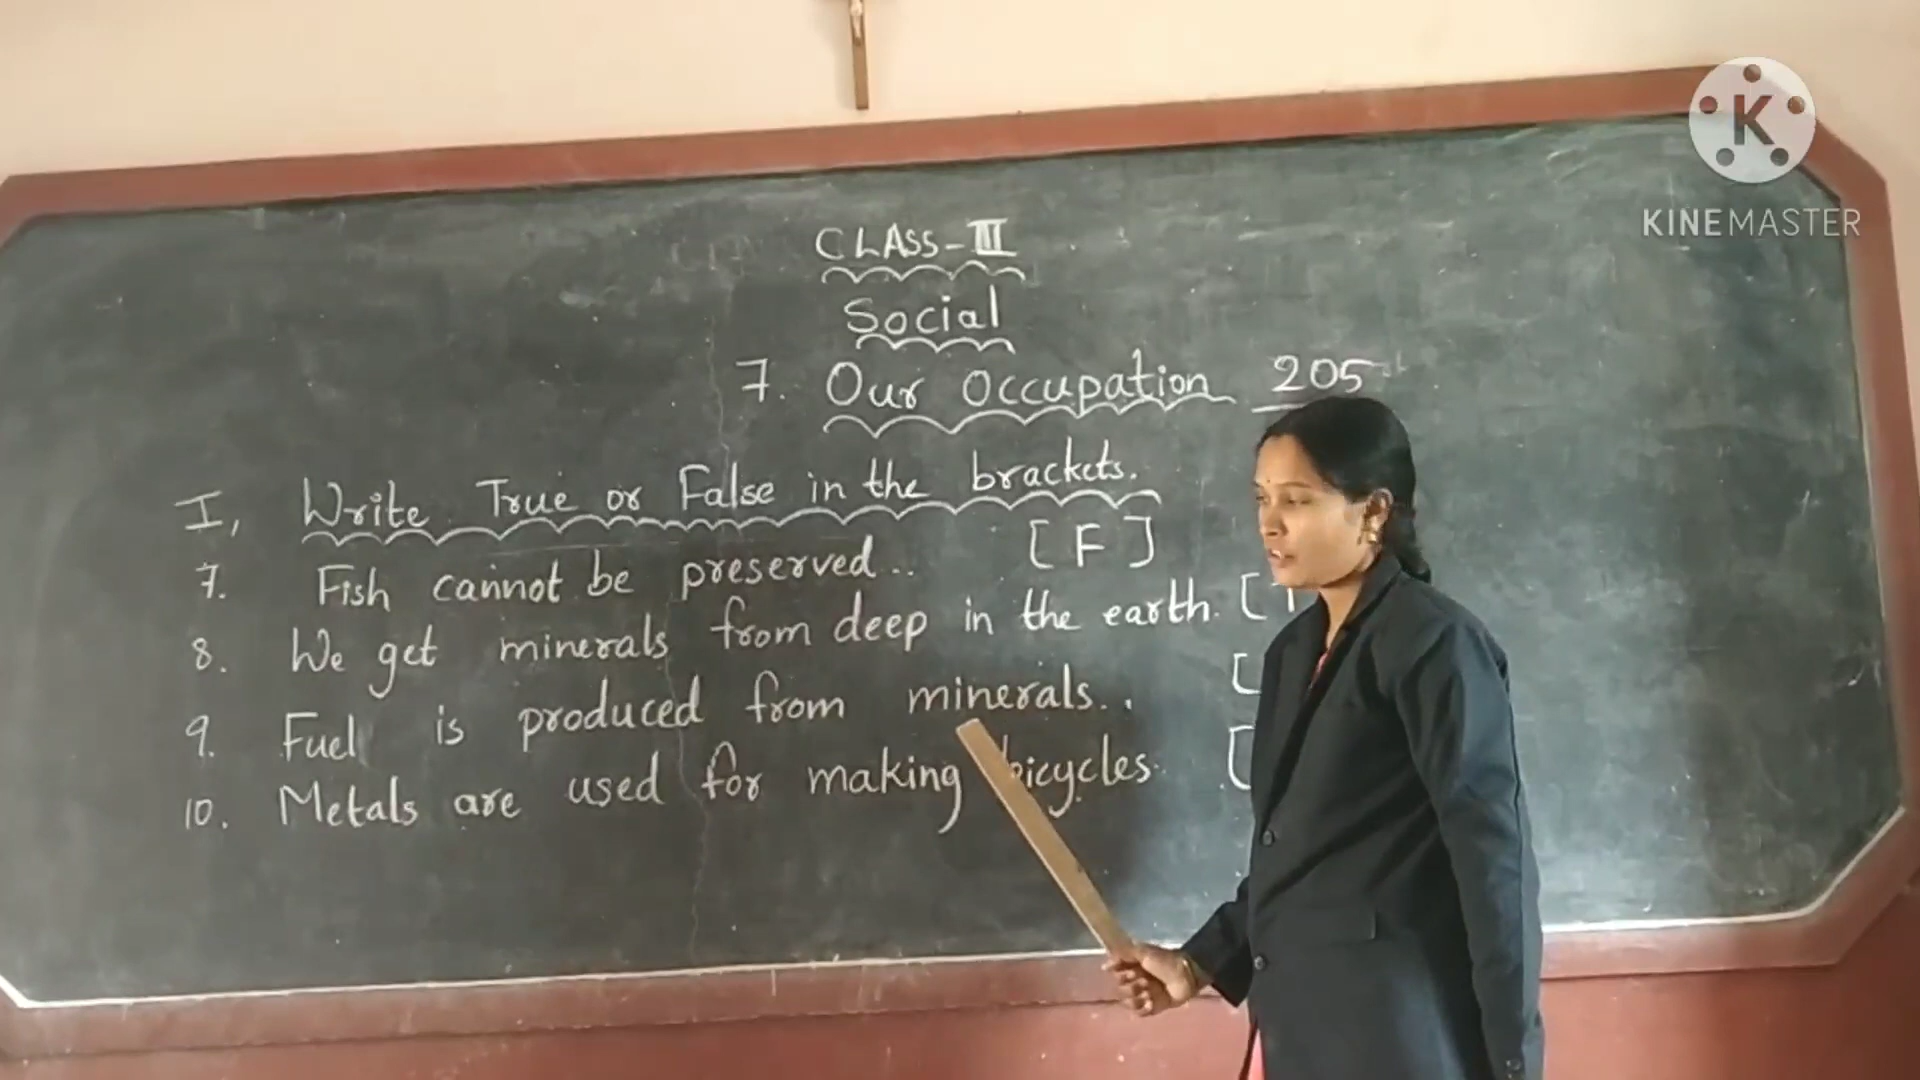 K
KINEMASTER
CLASS-III
Social
7. Our Occupation 205
I, Write True or False in the brackets.
7. Fish cannot be preserved.. [F]
8. We get minerals from deep in the earth. [
9. Fuel is produced from minerals.. [
10. Metals are used for making bicycles. [